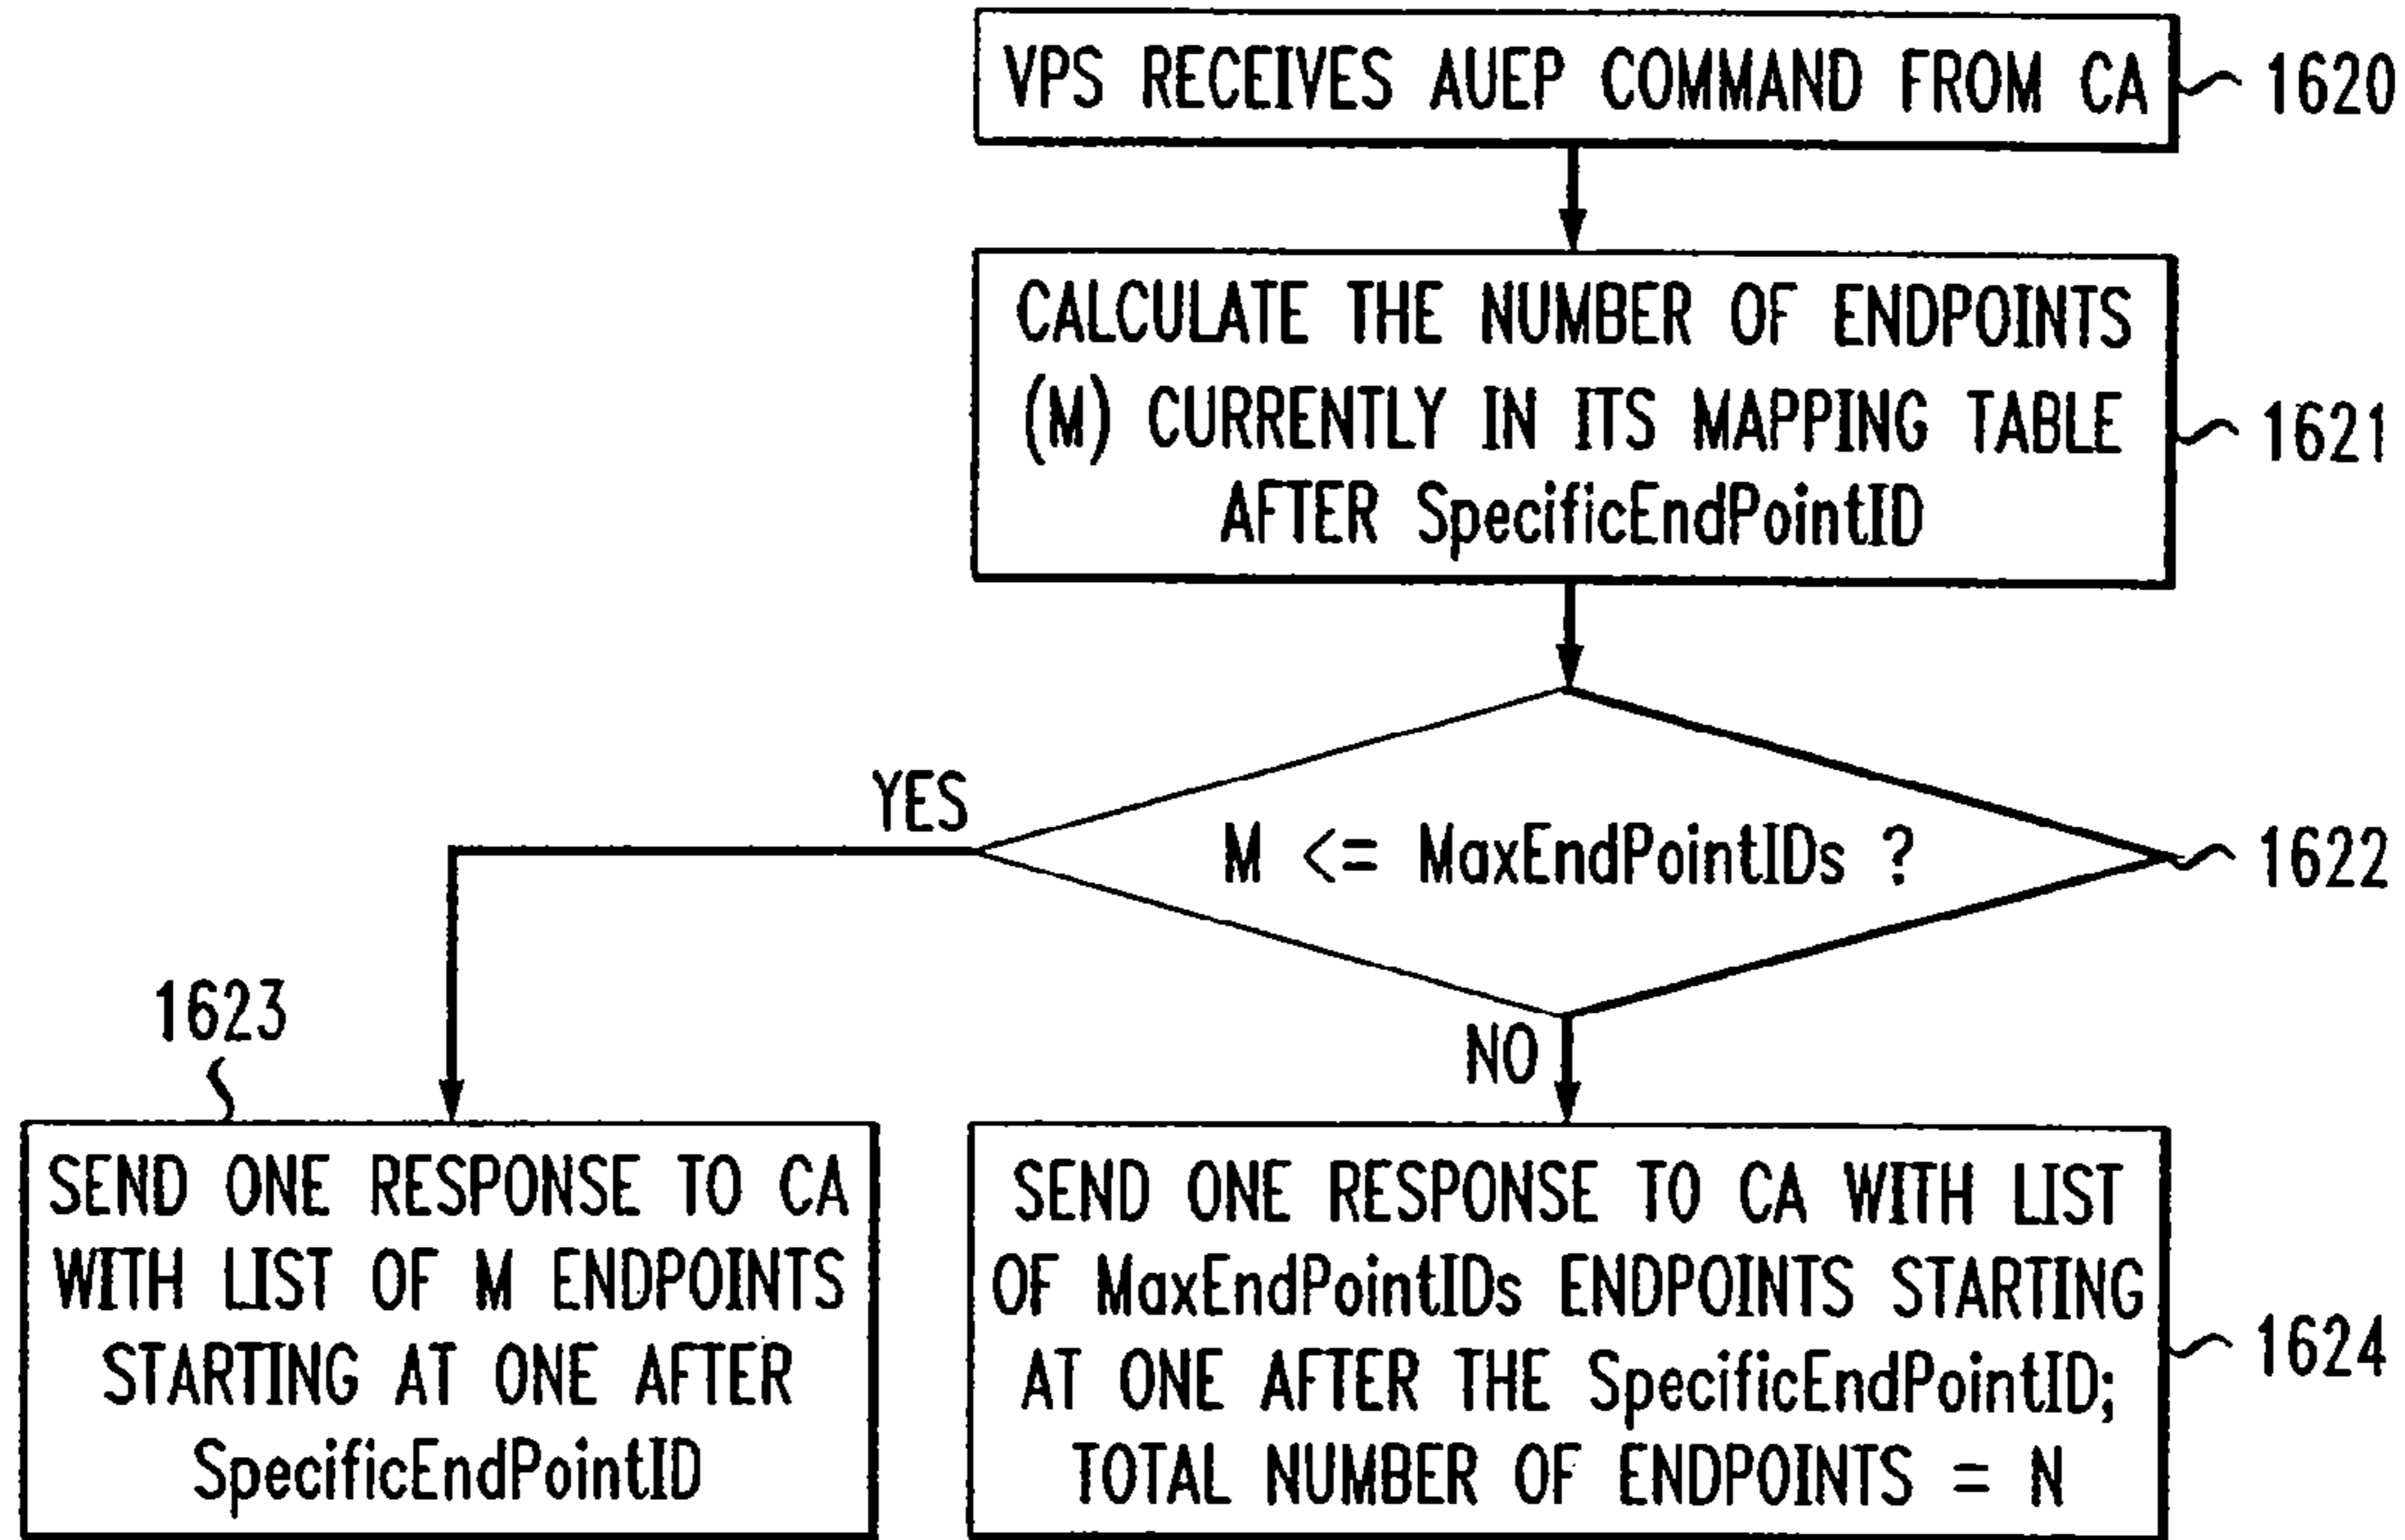 VPS RECEIVES AUEP COMMAND FROM CA
1620
CALCULATE THE NUMBER OF ENDPOINTS
(M) CURRENTLY IN ITS MAPPING TABLE
AFTER SpecificEndPointID
1621
YES
M <= MaxEndPointIDs ?
1622
NO
1623
SEND ONE RESPONSE TO CA
WITH LIST OF M ENDPOINTS
STARTING AT ONE AFTER
SpecificEndPointID
SEND ONE RESPONSE TO CA WITH LIST
OF MaxEndPointIDs ENDPOINTS STARTING
AT ONE AFTER THE SpecificEndPointID;
TOTAL NUMBER OF ENDPOINTS = N
1624